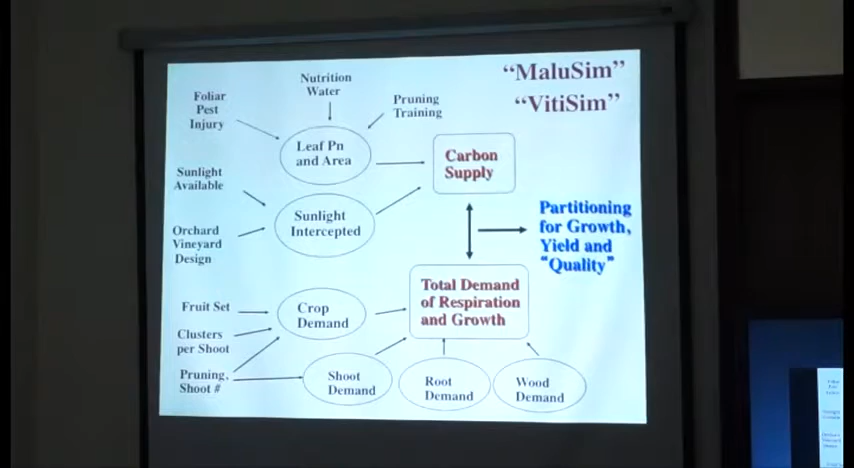 “MaluSim”
“VitiSim”
Nutrition
Water
Foliar
Pest
Injury
Pruning
Training
Leaf Pn
and Area
Carbon
Supply
Sunlight
Available
Sunlight
Intercepted
Orchard
Vineyard
Design
Partitioning
for Growth,
Yield and
“Quality”
Total Demand
of Respiration
and Growth
Fruit Set
Crop
Demand
Clusters
per Shoot
Pruning,
Shoot #
Shoot
Demand
Root
Demand
Wood
Demand